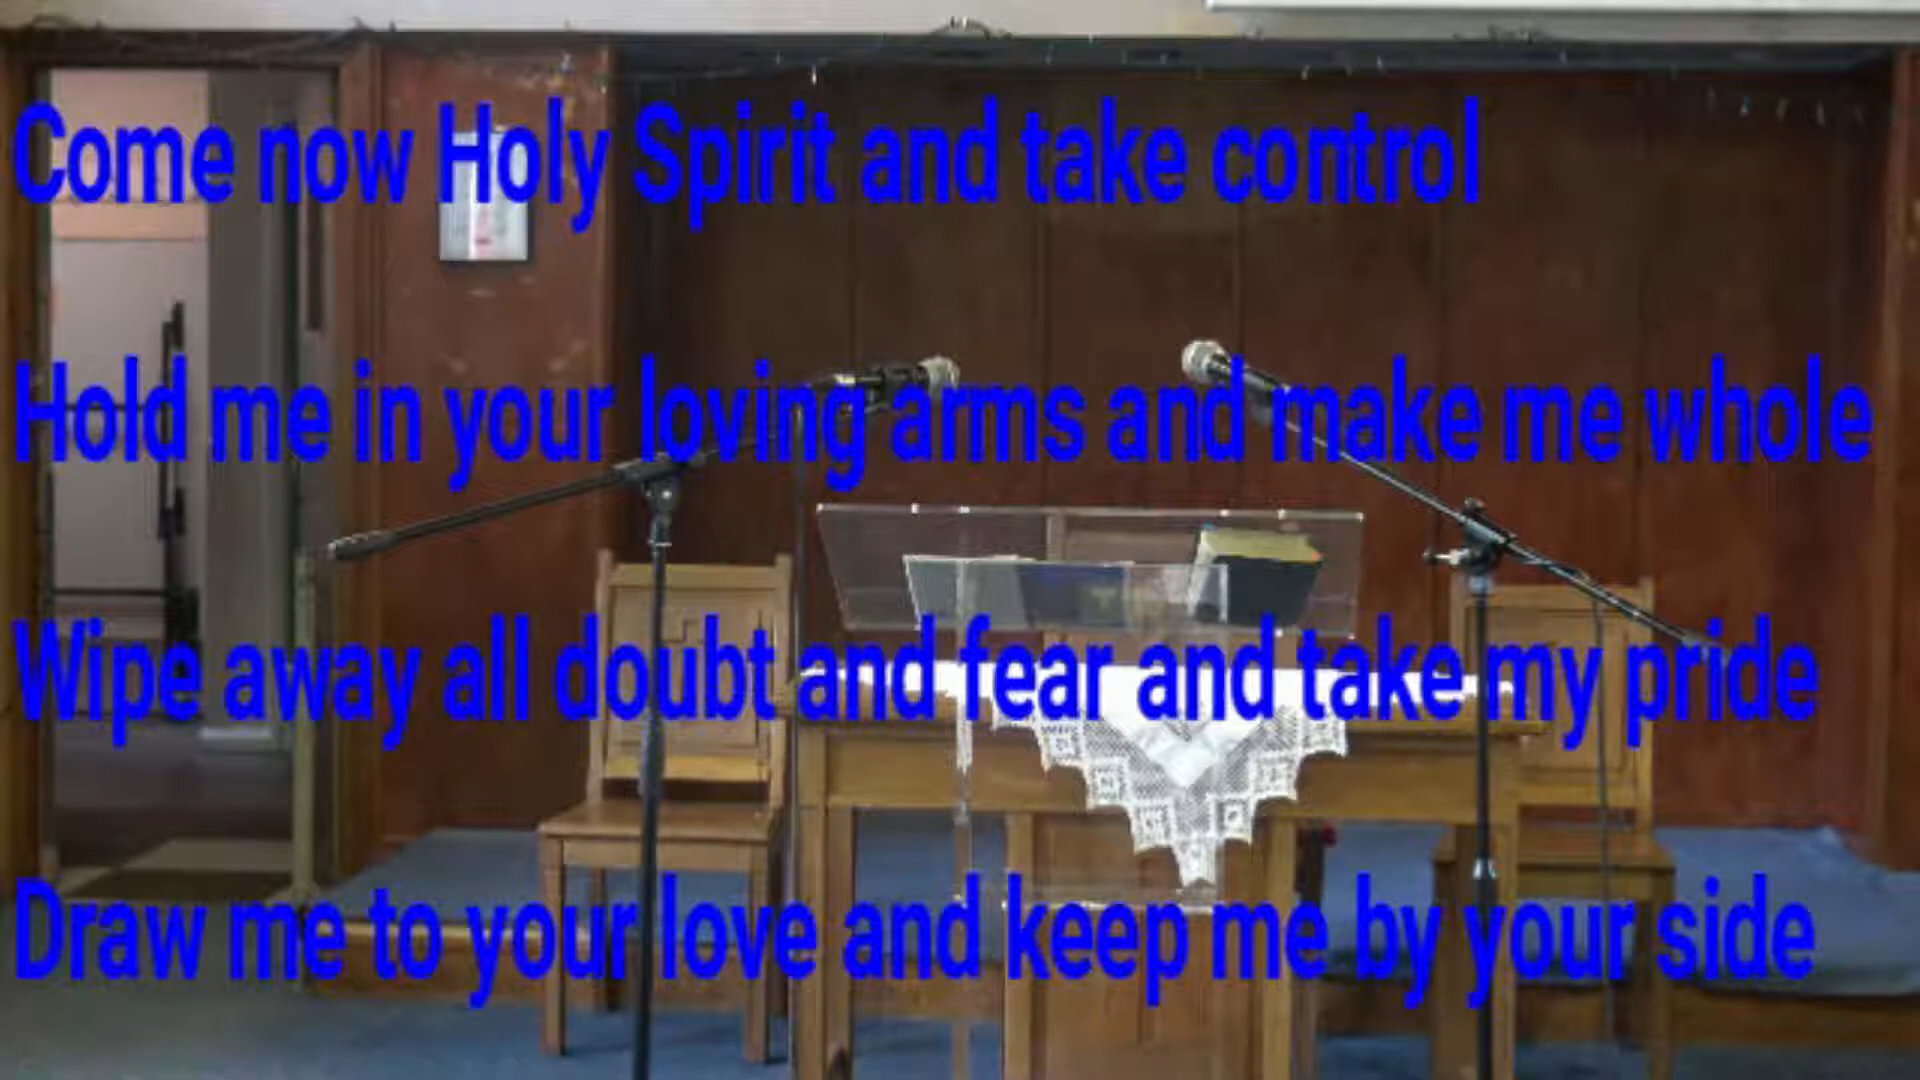 Come now Holy Spirit and take control
Hold me in your loving arms and make me whole
Wipe away all doubt and fear and take my pride
Draw me to your love and keep me by your side